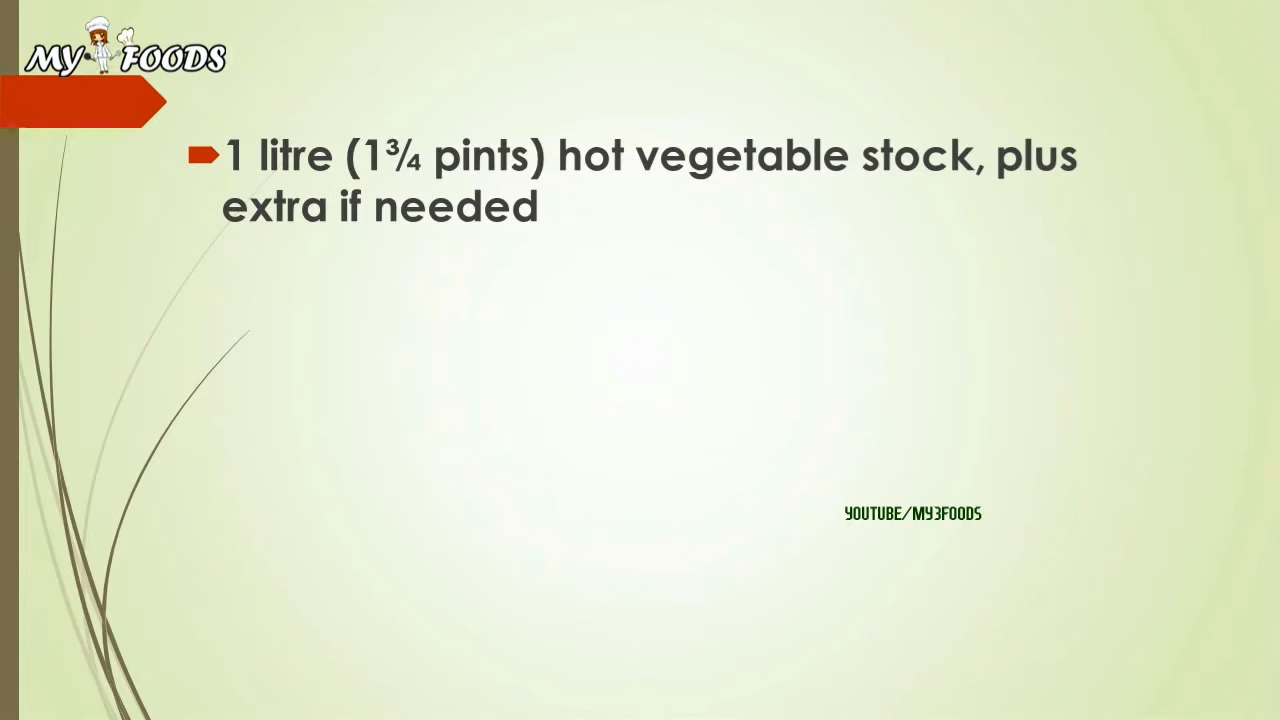 MY FOODS
1 litre (1¾ pints) hot vegetable stock, plus
extra if needed
YOUTUBE/MY3FOODS